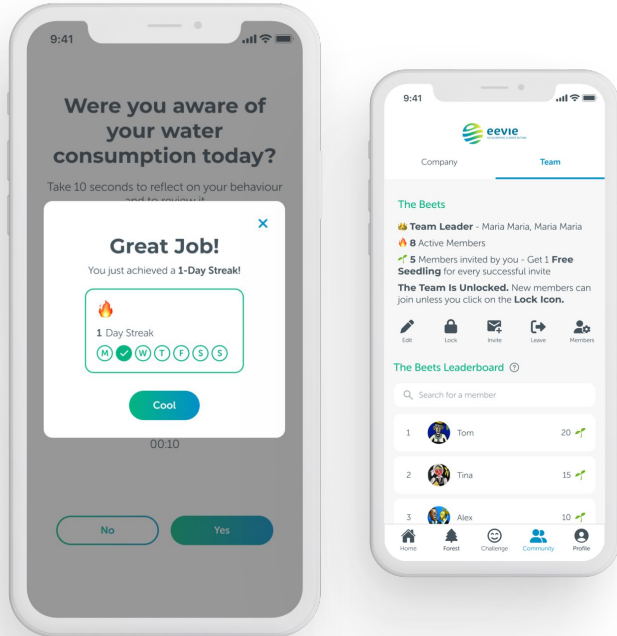 9:41
Were you aware of
your water
consumption today?
Take 10 seconds to reflect on your behaviour
and to review it
Great Job!
You just achieved a 1-Day Streak!
1 Day Streak
M W T F S S
Cool
00:10
No
Yes
9:41
eevie
Company
Team
The Beets
Team Leader - Maria Maria, Maria Maria
8 Active Members
5 Members invited by you - Get 1 Free
Seedling for every successful invite
The Team Is Unlocked. New members can
join unless you click on the Lock Icon.
Edit
Lock
Invite
Leave
Members
The Beets Leaderboard ?
Search for a member
1 Tom 20
2 Tina 15
3 Alex 10
Home
Forest
Challenge
Community
Profile